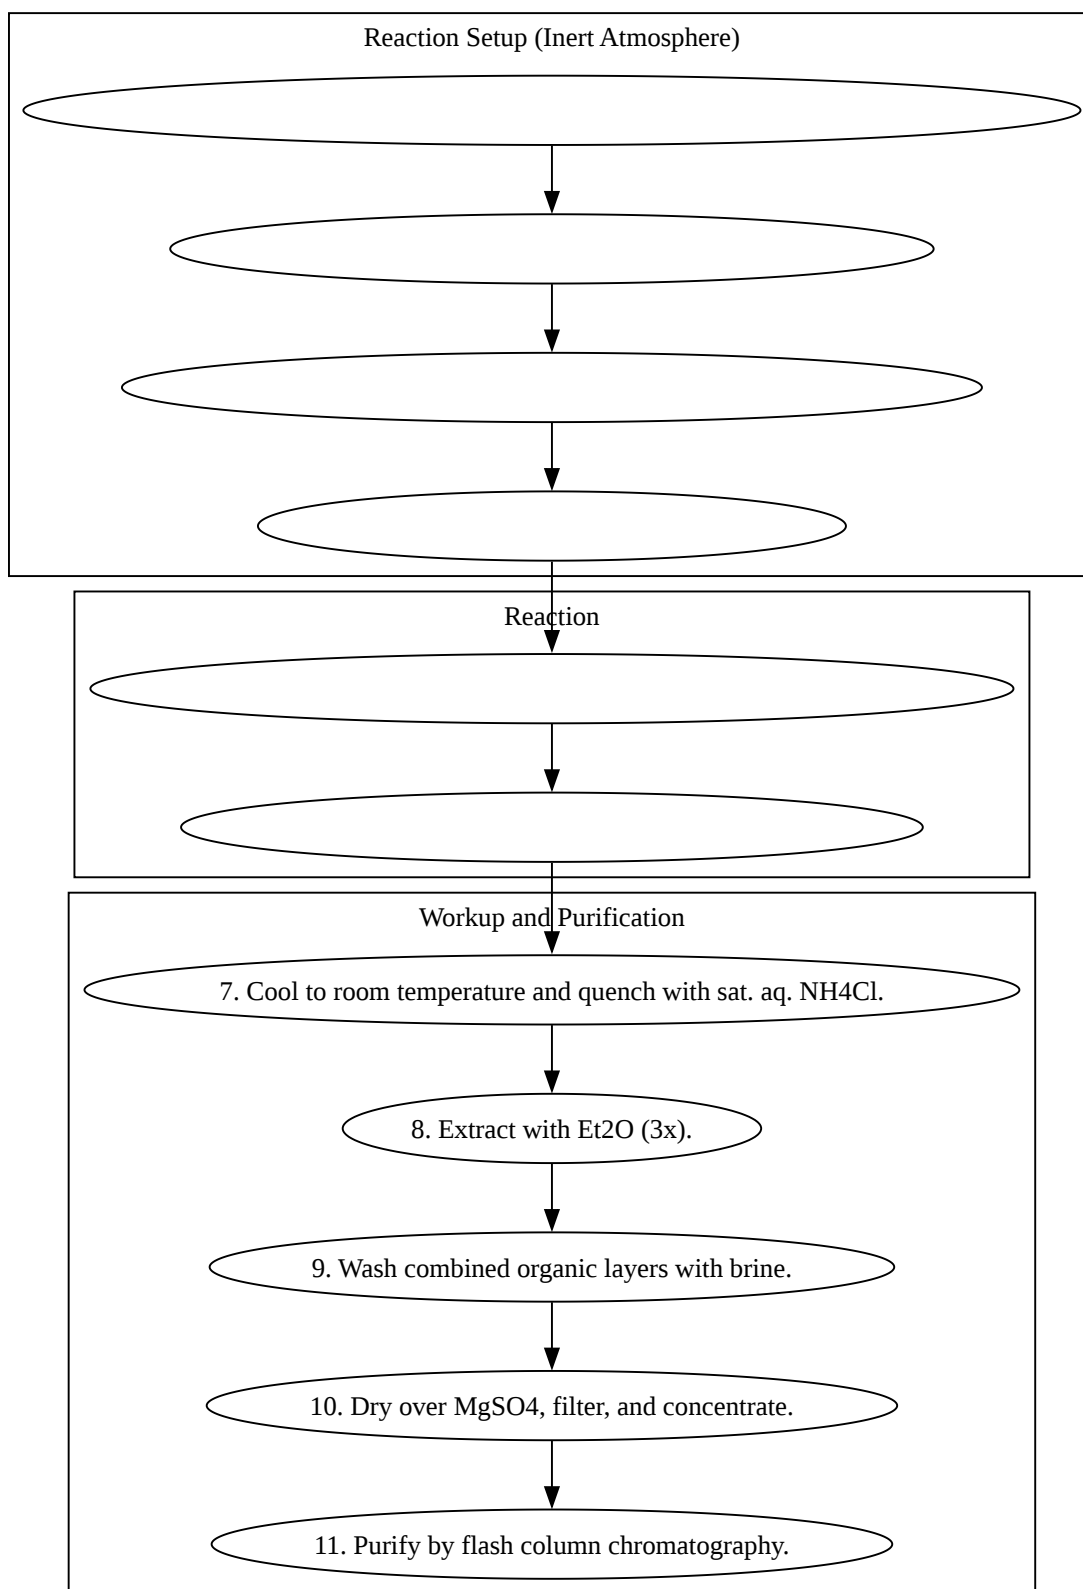 Reaction Setup (Inert Atmosphere)
Reaction
Workup and Purification
7. Cool to room temperature and quench with sat. aq. NH4Cl.
8. Extract with Et2O (3x).
9. Wash combined organic layers with brine.
10. Dry over MgSO4, filter, and concentrate.
11. Purify by flash column chromatography.